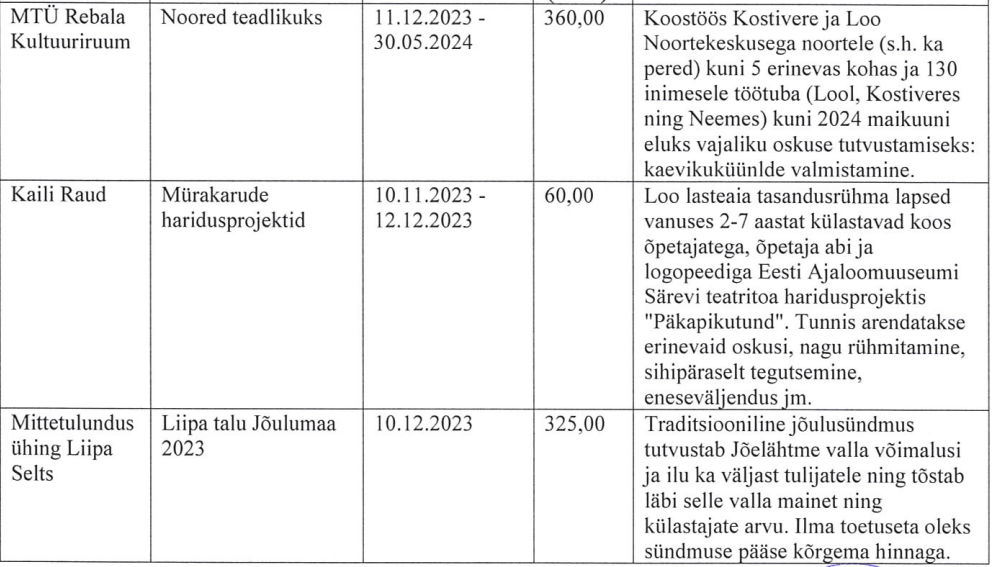 MTÜ Rebala
Kultuuriruum
Noored teadlikuks
11.12.2023 -
30.05.2024
360,00
Koostöös Kostivere ja Loo
Noortekeskusega noortele (s.h. ka
pered) kuni 5 erinevas kohas ja 130
inimesele töötuba (Lool, Kostiveres
ning Neemes) kuni 2024 maikuuni
eluks vajaliku oskuse tutvustamiseks:
kaevikuküünlde valmistamine.
Kaili Raud
Mürakarude
haridusprojektid
10.11.2023 -
12.12.2023
60,00
Loo lasteaia tasandusrühma lapsed
vanuses 2-7 aastat külastavad koos
õpetajatega, õpetaja abi ja
logopeediga Eesti Ajaloomuuseumi
Särevi teatritoa haridusprojektis
"Päkapikutund". Tunnis arendatakse
erinevaid oskusi, nagu rühmitamine,
sihipäraselt tegutsemine,
eneseväljendus jm.
Mittetulundus
ühing Liipa
Selts
Liipa talu Jõulumaa
2023
10.12.2023
325,00
Traditsiooniline jõulusündmus
tutvustab Jõelähtme valla võimalusi
ja ilu ka väljast tulijatele ning tõstab
läbi selle valla mainet ning
külastajate arvu. Ilma toetuseta oleks
sündmuse pääse kõrgema hinnaga.